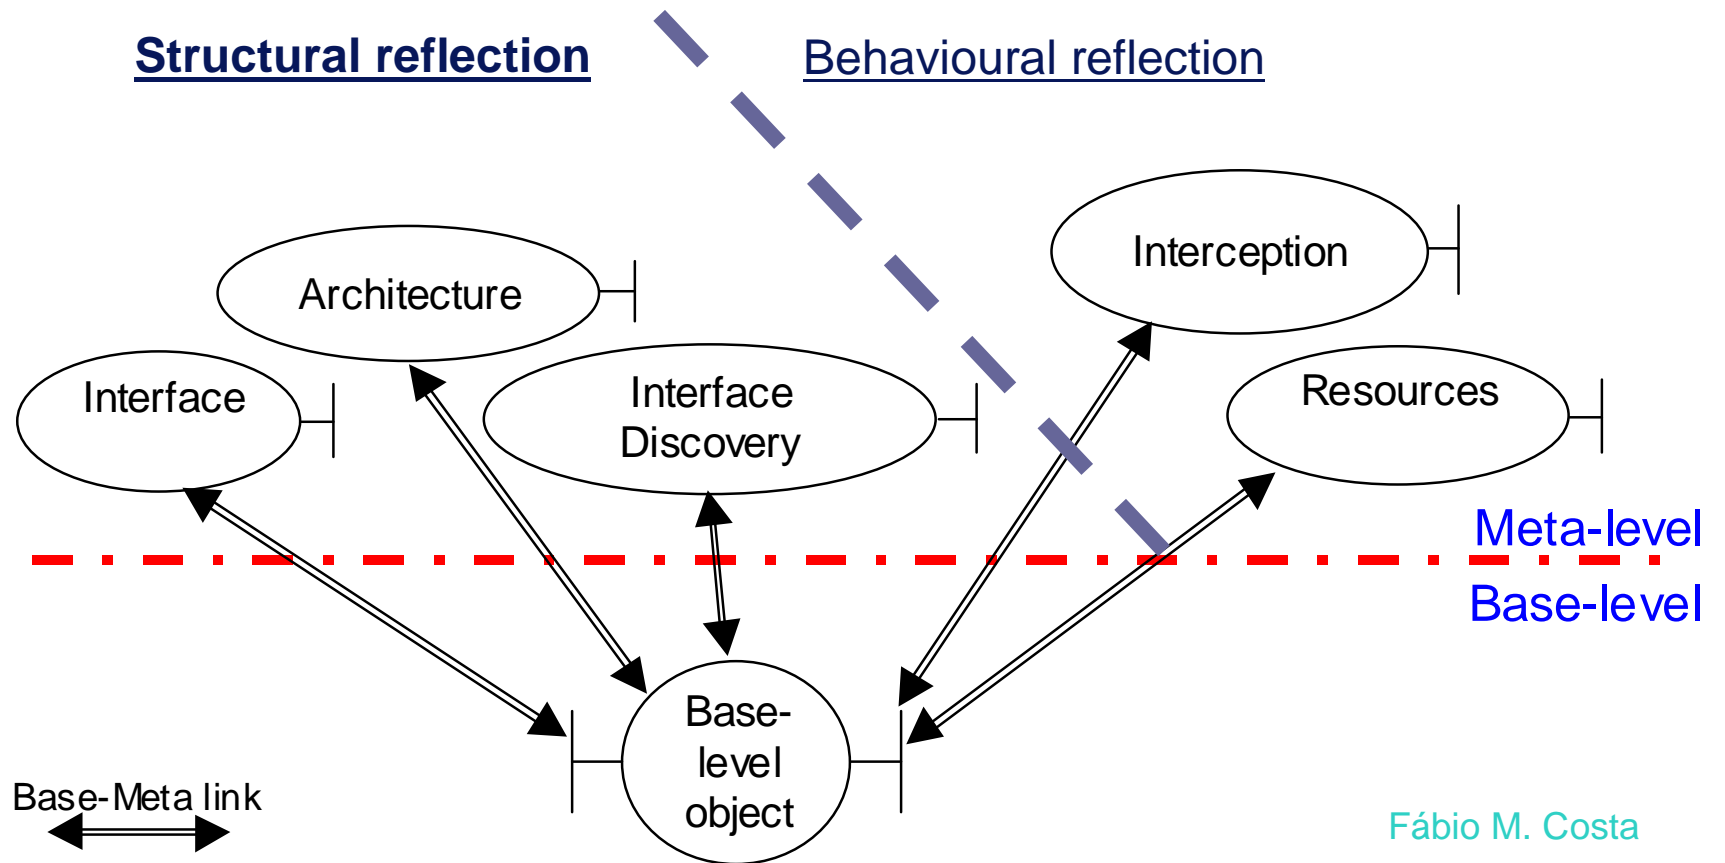 Structural reflection
Behavioural reflection
Interception
Architecture
Interface
Interface
Discovery
Resources
Meta-level
Base-level
Base-
level
object
Base-Meta link
Fábio M. Costa